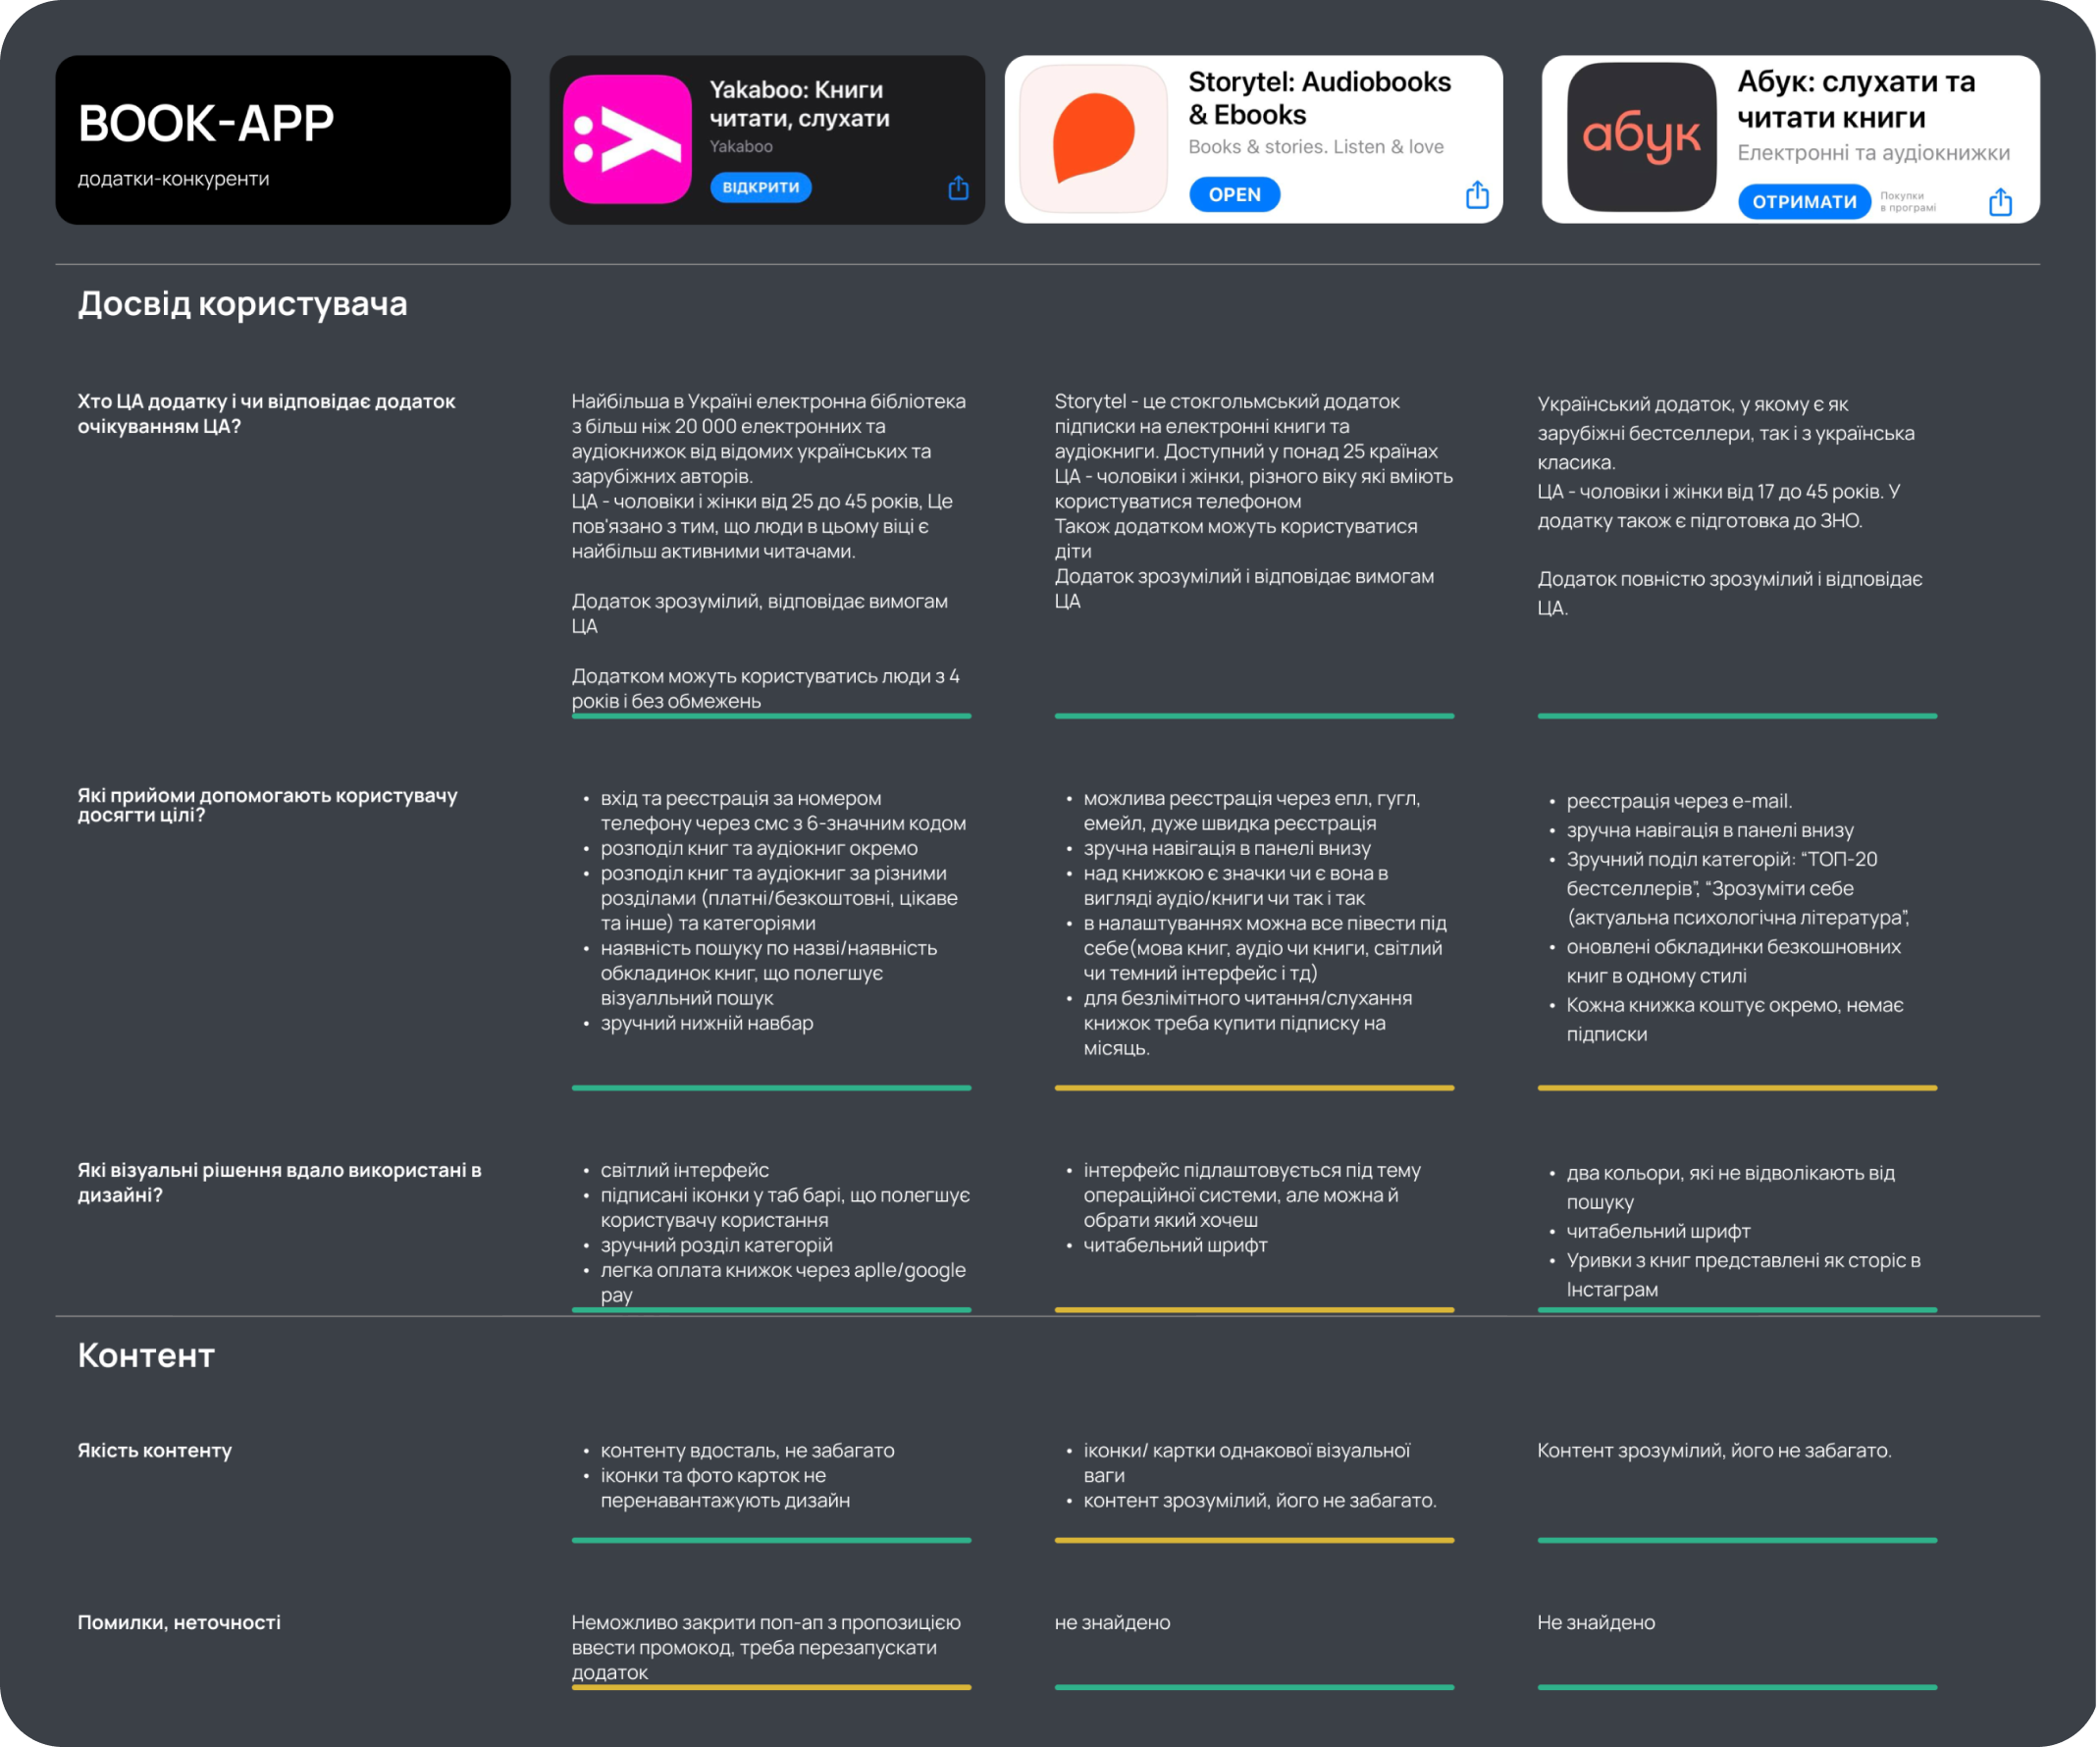 BOOK-APP
додатки-конкуренти
Yakaboo: Книги
читати, слухати
Yakaboo
ВІДКРИТИ
Storytel: Audiobooks
& Ebooks
Books & stories. Listen & love
OPEN
абук
Абук: слухати та
читати книги
Електронні та аудіокнижки
ОТРИМАТИ
Покупки
в програмі
Досвід користувача
Хто ЦА додатку і чи відповідає додаток
очікуванням ЦА?
Найбільша в Україні електронна бібліотека
з більш ніж 20 000 електронних та
аудіокнижок від відомих українських та
зарубіжних авторів.
ЦА - чоловіки і жінки від 25 до 45 років, Це
пов'язано з тим, що люди в цьому віці є
найбільш активними читачами.
Додаток зрозумілий, відповідає вимогам
ЦА
Додатком можуть користуватись люди з 4
років і без обмежень
Storytel - це стокгольмський додаток
підписки на електронні книги та
аудіокниги. Доступний у понад 25 країнах
ЦА - чоловіки і жінки, різного віку які вміють
користуватися телефоном
Також додатком можуть користуватися
діти
Додаток зрозумілий і відповідає вимогам
ЦА
Український додаток, у якому є як
зарубіжні бестселлери, так і з українська
класика.
ЦА - чоловіки і жінки від 17 до 45 років. У
додатку також є підготовка до ЗНО.
Додаток повністю зрозумілий і відповідає
ЦА.
Які прийоми допомогають користувачу
досягти цілі?
• вхід та реєстрація за номером
телефону через смс з 6-значним кодом
• розподіл книг та аудіокниг окремо
• розподіл книг та аудіокниг за різними
розділами (платні/безкоштовні, цікаве
та інше) та категоріями
• наявність пошуку по назві/наявність
обкладинок книг, що полегшує
візуалльний пошук
• зручний нижній навбар
• можлива реєстрація через епл, гугл,
емейл, дуже швидка реєстрація
• зручна навігація в панелі внизу
• над книжкою є значки чи є вона в
вигляді аудіо/книги чи так і так
• в налаштуваннях можна все півести під
себе(мова книг, аудіо чи книги, світлий
чи темний інтерфейс і тд)
• для безлімітного читання/слухання
книжок треба купити підписку на
місяць.
• реєстрація через e-mail.
• зручна навігація в панелі внизу
• Зручний поділ категорій: “ТОП-20
бестселлерів”, “Зрозуміти себе
(актуальна психологічна література”,
• оновлені обкладинки безкошновних
книг в одному стилі
• Кожна книжка коштує окремо, немає
підписки
Які візуальні рішення вдало використані в
дизайні?
• світлий інтерфейс
• підписані іконки у таб барі, що полегшує
користувачу користання
• зручний розділ категорій
• легка оплата книжок через aplle/google
pay
• інтерфейс підлаштовується під тему
операційної системи, але можна й
обрати який хочеш
• читабельний шрифт
• два кольори, які не відволікають від
пошуку
• читабельний шрифт
• Уривки з книг представлені як сторіс в
Інстаграм
Контент
Якість контенту
• контенту вдосталь, не забагато
• іконки та фото карток не
перенавантажують дизайн
• іконки/ картки однакової візуальної
ваги
• контент зрозумілий, його не забагато.
Контент зрозумілий, його не забагато.
Помилки, неточності
Неможливо закрити поп-ап з пропозицією
ввести промокод, треба перезапускати
додаток
не знайдено
Не знайдено